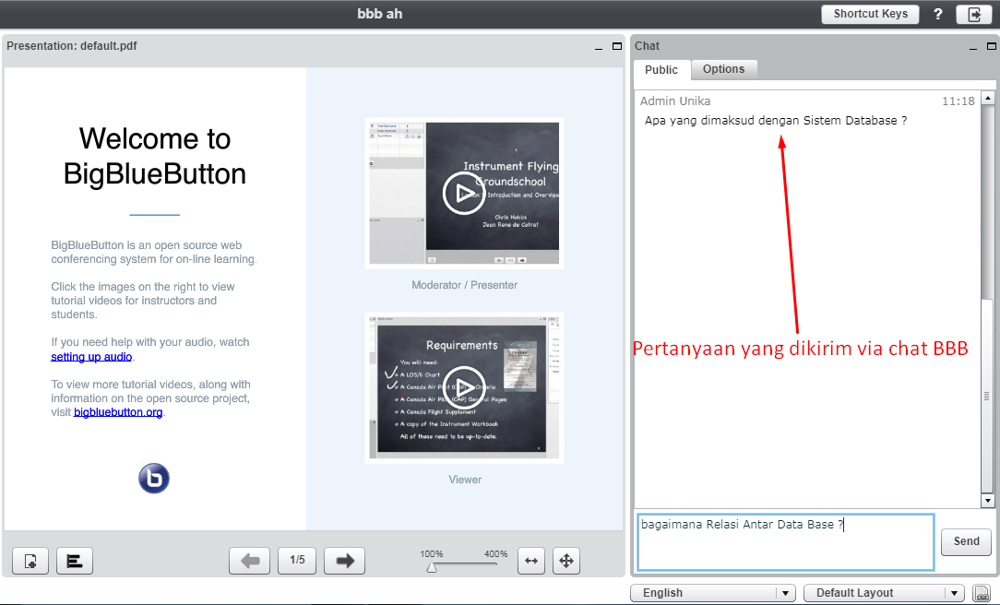 bbb ah
Shortcut Keys
?
Presentation: default.pdf
Welcome to
BigBlueButton
BigBlueButton is an open source web
conferencing system for on-line learning.
Click the images on the right to view
tutorial videos for instructors and
students.
If you need help with your audio, watch
setting up audio.
To view more tutorial videos, along with
information on the open source project,
visit bigbluebutton.org.
b
Instrument Flying
Groundschool
Introduction and Overview
Chris Hobbs
Jean Rene de Cotret
Moderator / Presenter
Requirements
You will need:
A LOS/6 Chart
A Canada Air Pilot (CAP) Ontario
A Canada Air Pilot (CAP) General Pages
A Canada Flight Supplement
A copy of the Instrument Workbook
All of these need to be up-to-date.
Viewer
1/5
100%
400%
Chat
Public
Options
Admin Unika
11:18
Apa yang dimaksud dengan Sistem Database ?
Pertanyaan yang dikirim via chat BBB
bagaimana Relasi Antar Data Base ?
Send
English
Default Layout